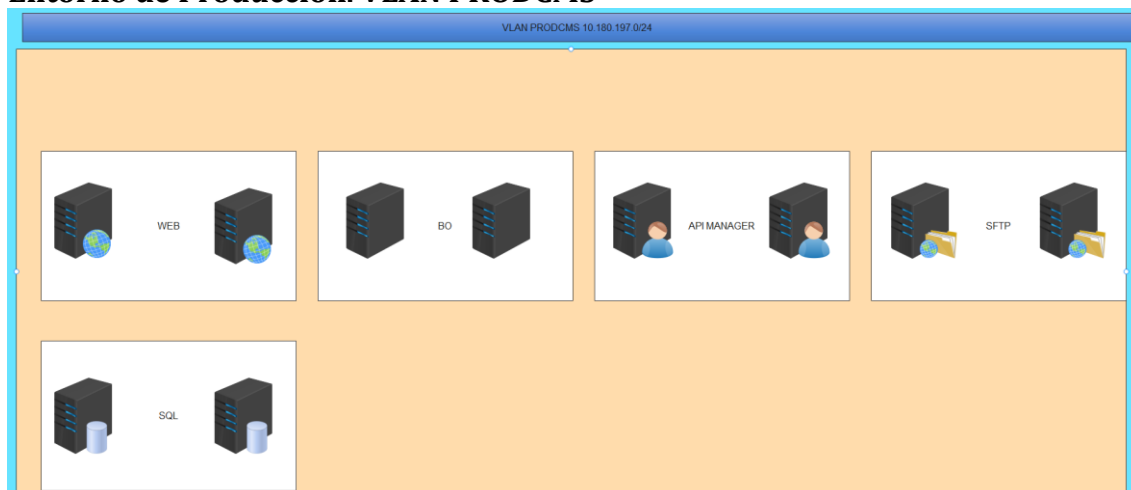 Entorno de Producción: VLAN PRODCMS
VLAN PRODCMS 10.180.197.0/24
WEB
BO
API MANAGER
SFTP
SQL